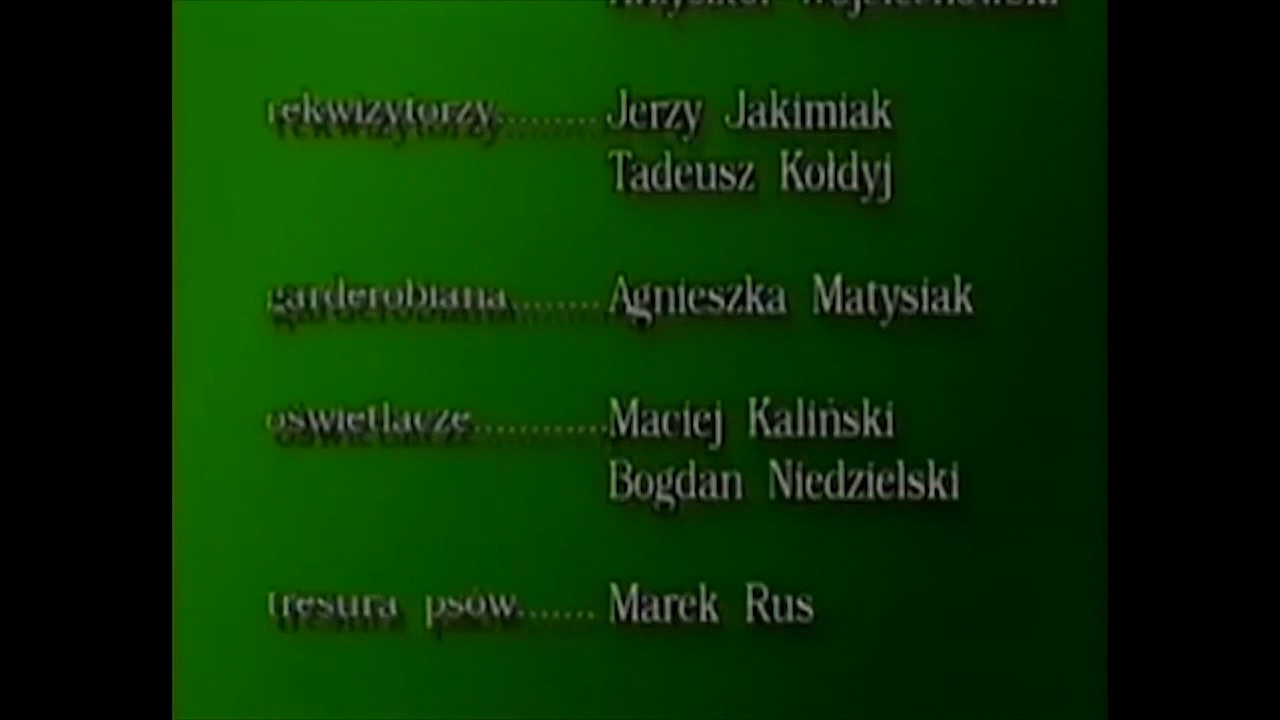 rekwizytorzy........Jerzy Jakimiak
Tadeusz Kołdyj
garderobiana.......Agnieszka Matysiak
oświetlacze............Maciej Kaliński
Bogdan Niedzielski
tresura psów....... Marek Rus